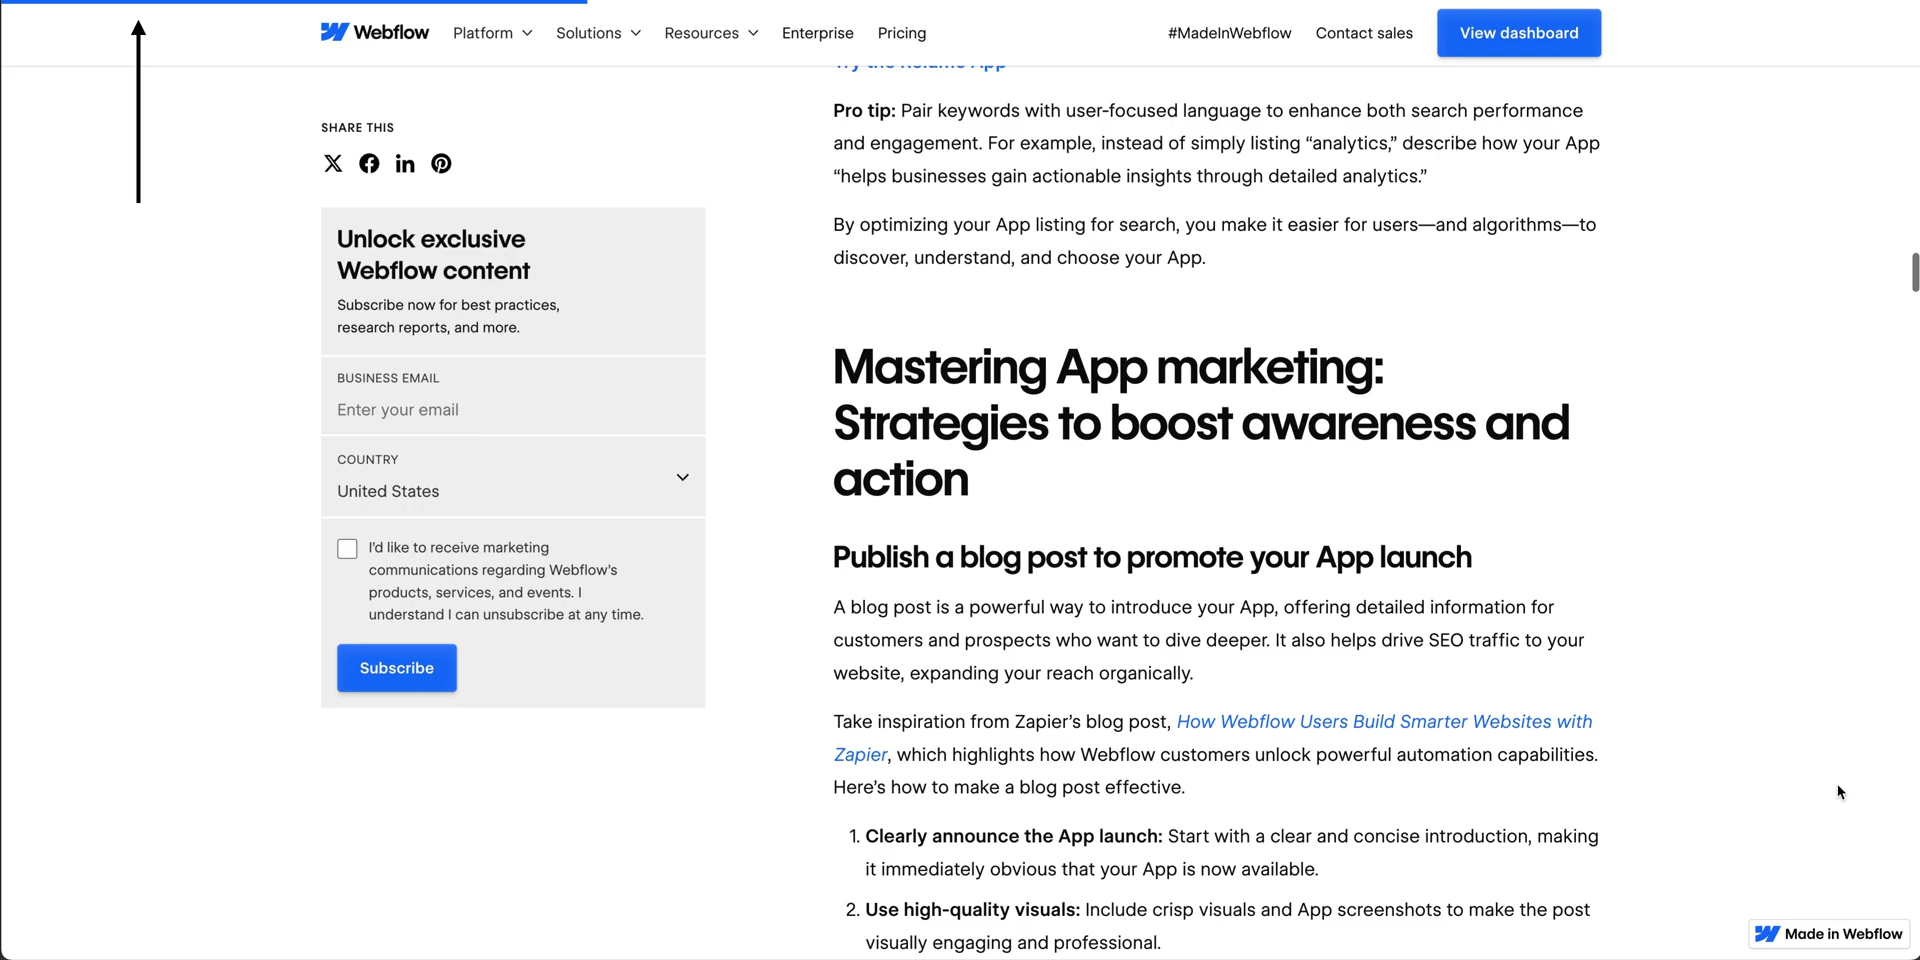 Webflow
Platform
Solutions
Resources
Enterprise
Pricing
#MadeInWebflow
Contact sales
View dashboard
SHARE THIS
Unlock exclusive
Webflow content
Subscribe now for best practices,
research reports, and more.
BUSINESS EMAIL
Enter your email
COUNTRY
United States
I'd like to receive marketing
communications regarding Webflow's
products, services, and events. I
understand I can unsubscribe at any time.
Subscribe
Try the Relume App
Pro tip: Pair keywords with user-focused language to enhance both search performance
and engagement. For example, instead of simply listing “analytics,” describe how your App
“helps businesses gain actionable insights through detailed analytics.”
By optimizing your App listing for search, you make it easier for users—and algorithms—to
discover, understand, and choose your App.
Mastering App marketing:
Strategies to boost awareness and
action
Publish a blog post to promote your App launch
A blog post is a powerful way to introduce your App, offering detailed information for
customers and prospects who want to dive deeper. It also helps drive SEO traffic to your
website, expanding your reach organically.
Take inspiration from Zapier’s blog post, How Webflow Users Build Smarter Websites with
Zapier, which highlights how Webflow customers unlock powerful automation capabilities.
Here’s how to make a blog post effective.
1. Clearly announce the App launch: Start with a clear and concise introduction, making
it immediately obvious that your App is now available.
2. Use high-quality visuals: Include crisp visuals and App screenshots to make the post
visually engaging and professional.
Made in Webflow